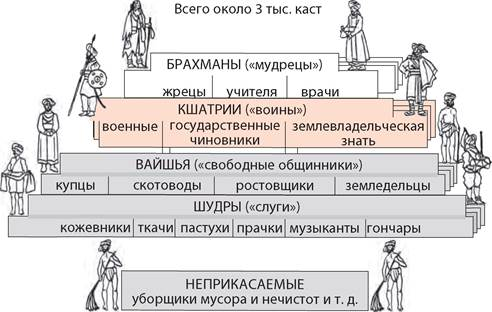 Всего около 3 тыс. каст
БРАХМАНЫ («мудрецы»)
жрецы учителя врачи
КШАТРИИ («воины»)
военные государственные чиновники землевладельческая знать
ВАЙШЬЯ («свободные общинники»)
купцы скотоводы ростовщики земледельцы
ШУДРЫ («слуги»)
кожевники ткачи пастухи прачки музыканты гончары
НЕПРИКАСАЕМЫЕ
уборщики мусора и нечистот и т. д.